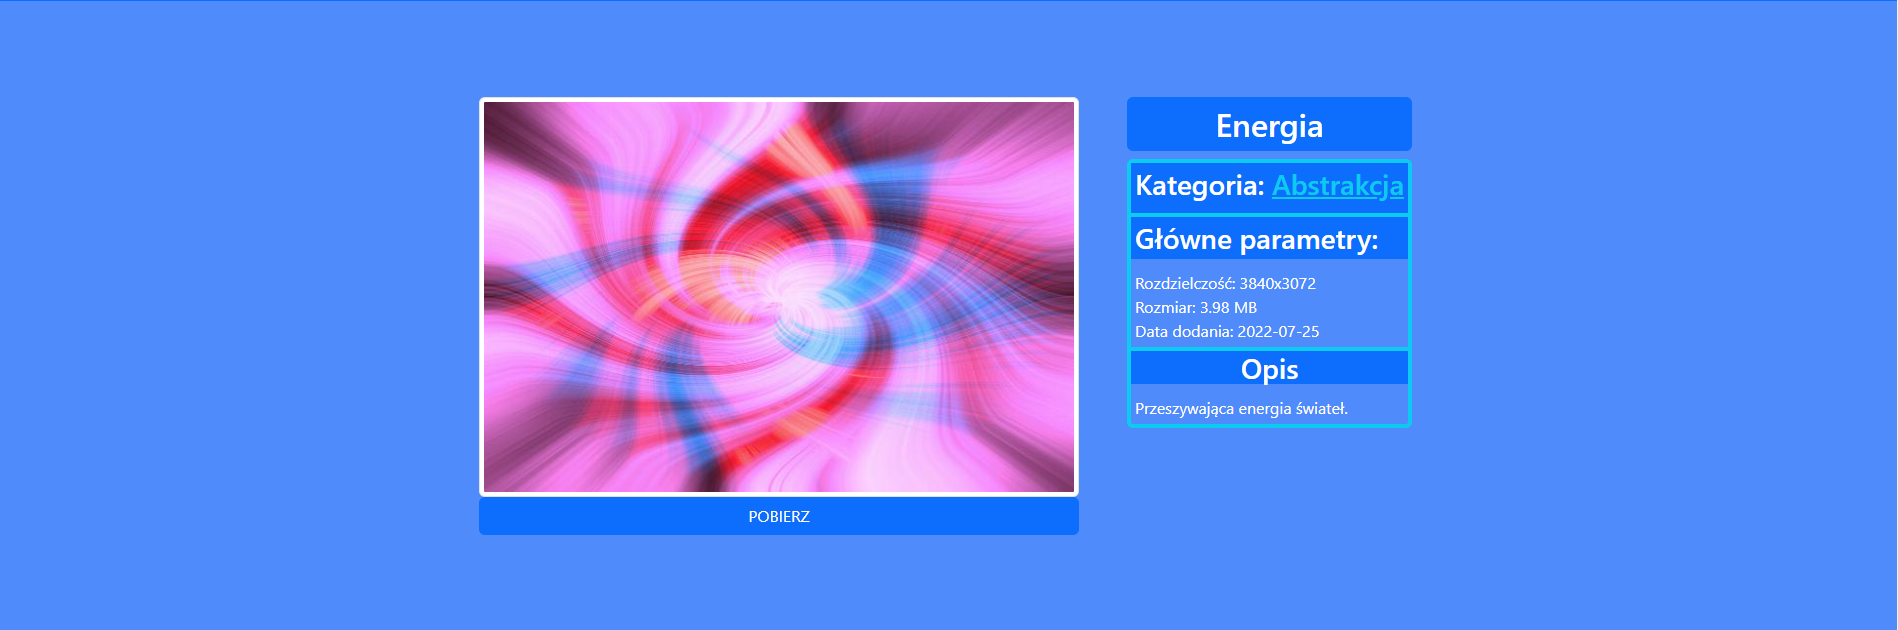 Energia
Kategoria: Abstrakcja
Główne parametry:
Rozdzielczość: 3840x3072
Rozmiar: 3.98 MB
Data dodania: 2022-07-25
Opis
Przeszywająca energia świateł.
POBIERZ